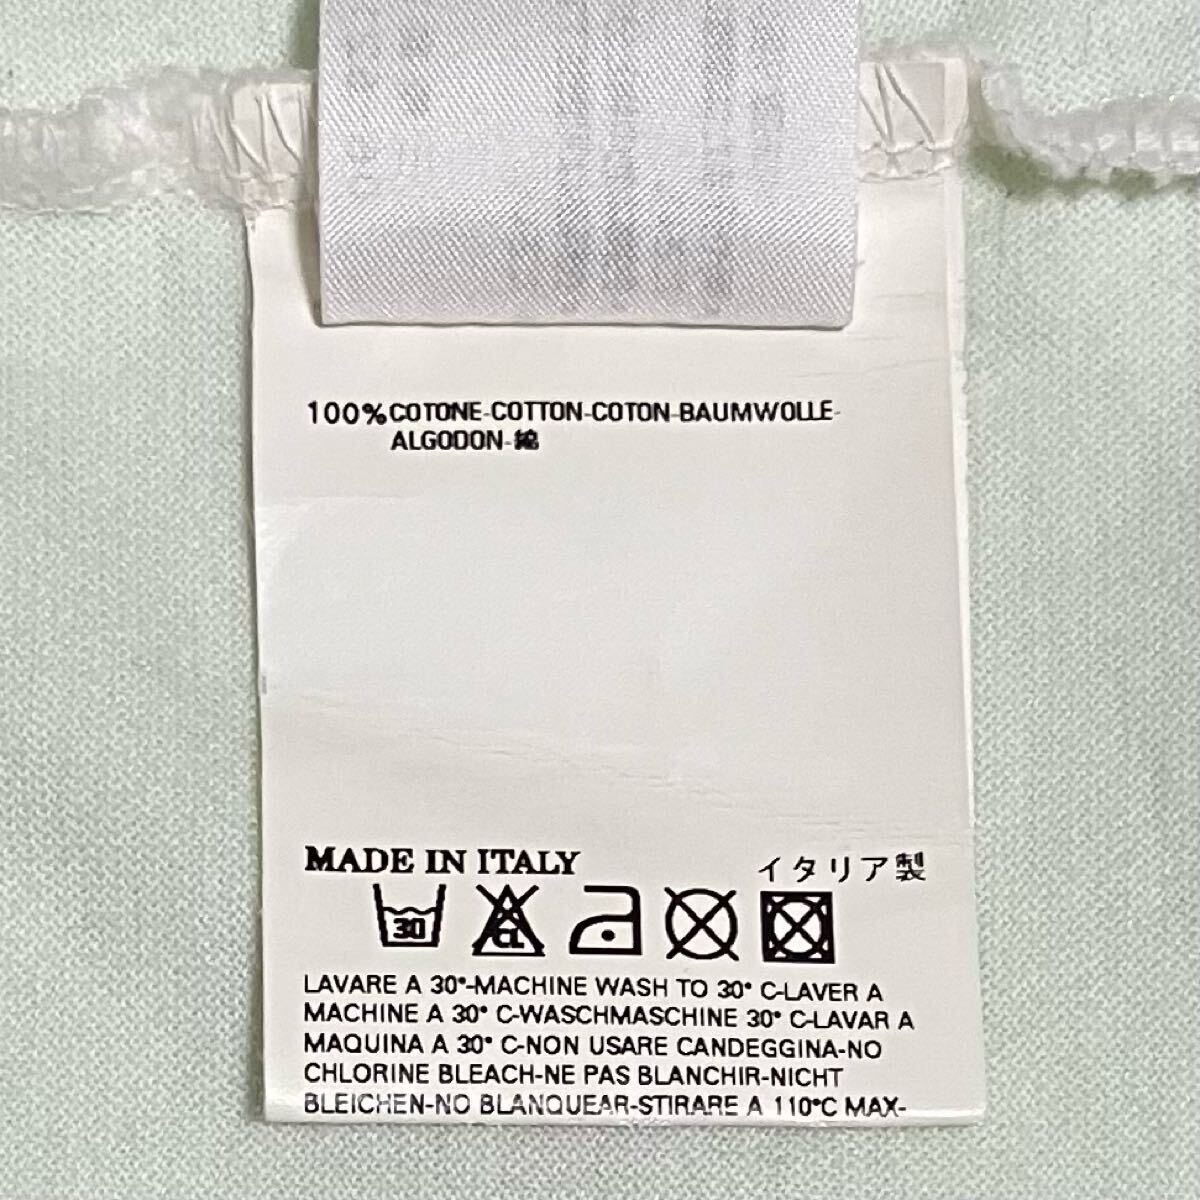 100% COTONE-COTTON-COTON-BAUMWOLLE-
ALGODON-綿
MADE IN ITALY
イタリア製
30 CL
LAVARE A 30°-MACHINE WASH TO 30° C-LAVER A
MACHINE A 30° C-WASCHMASCHINE 30° C-LAVAR A
MAQUINA A 30° C-NON USARE CANDEGGINA-NO
CHLORINE BLEACH-NE PAS BLANCHIR-NICHT
BLEICHEN-NO BLANQUEAR-STIRARE A 110°C MAX-